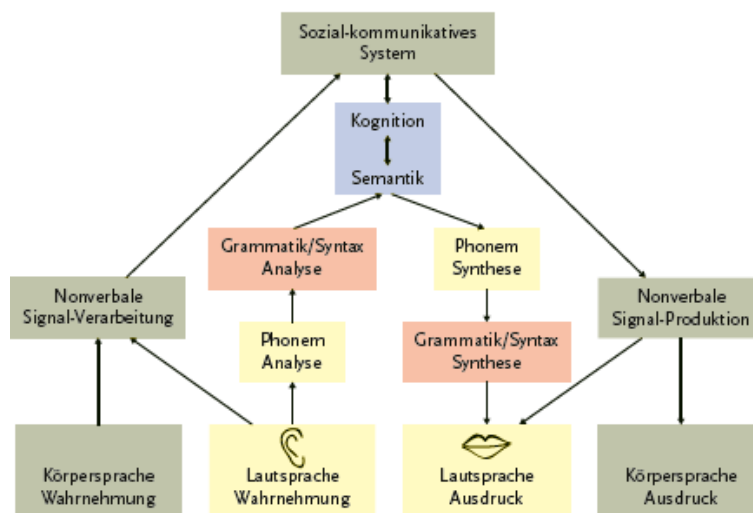 Sozial-kommunikatives
System
Kognition
Semantik
Grammatik/Syntax
Analyse
Phonem
Synthese
Nonverbale
Signal-Verarbeitung
Nonverbale
Signal-Produktion
Phonem
Analyse
Grammatik/Syntax
Synthese
Körpersprache
Wahrnehmung
Lautsprache
Wahrnehmung
Lautsprache
Ausdruck
Körpersprache
Ausdruck